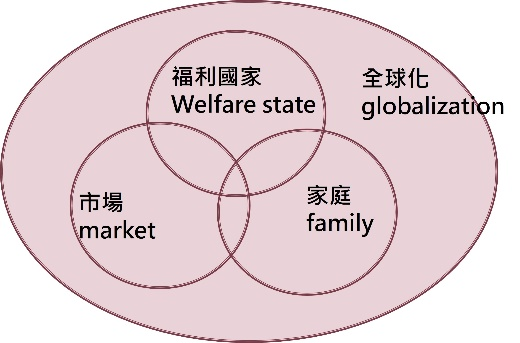 福利國家
Welfare state
全球化
globalization
市場
market
家庭
family